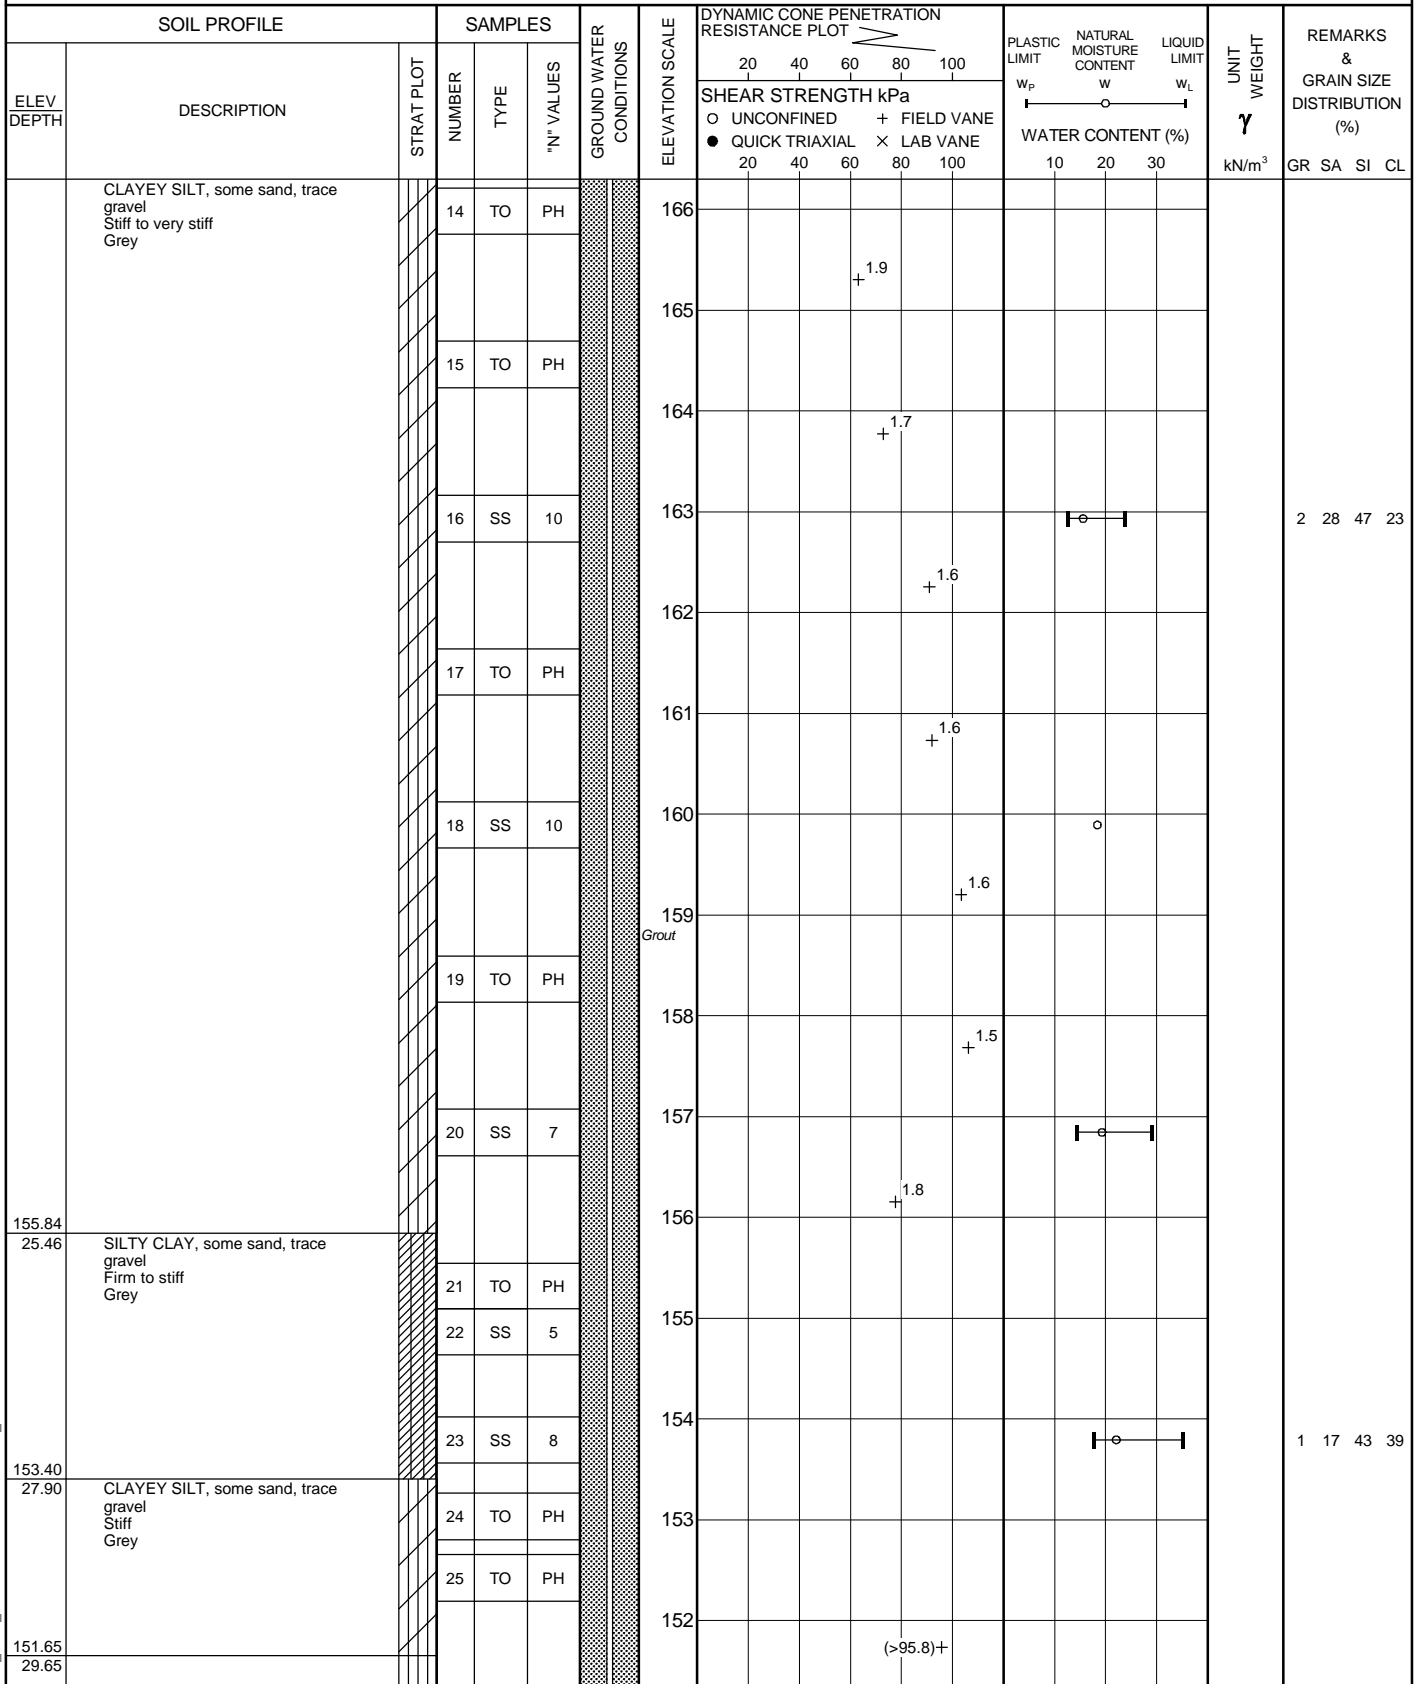 SOIL PROFILE
SAMPLES
GROUND WATER
CONDITIONS
ELEVATION SCALE
DYNAMIC CONE PENETRATION
RESISTANCE PLOT
20 40 60 80 100
SHEAR STRENGTH kPa
○ UNCONFINED + FIELD VANE
● QUICK TRIAXIAL × LAB VANE
20 40 60 80 100
PLASTIC
LIMIT
NATURAL
MOISTURE
CONTENT
LIQUID
LIMIT
WP W WL
WATER CONTENT (%)
10 20 30
UNIT
WEIGHT
γ
kN/m³
REMARKS
&
GRAIN SIZE
DISTRIBUTION
(%)
GR SA SI CL
ELEV
DEPTH
DESCRIPTION
STRAT PLOT
NUMBER
TYPE
"N" VALUES
CLAYEY SILT, some sand, trace
gravel
Stiff to very stiff
Grey
14 TO PH
166
1.9
165
15 TO PH
164
1.7
163
16 SS 10
2 28 47 23
1.6
162
17 TO PH
161
1.6
160
18 SS 10
1.6
159
Grout
19 TO PH
158
1.5
157
20 SS 7
1.8
156
155.84
25.46
SILTY CLAY, some sand, trace
gravel
Firm to stiff
Grey
21 TO PH
155
22 SS 5
154
23 SS 8
1 17 43 39
153.40
27.90
CLAYEY SILT, some sand, trace
gravel
Stiff
Grey
24 TO PH
153
25 TO PH
152
(>95.8)
151.65
29.65